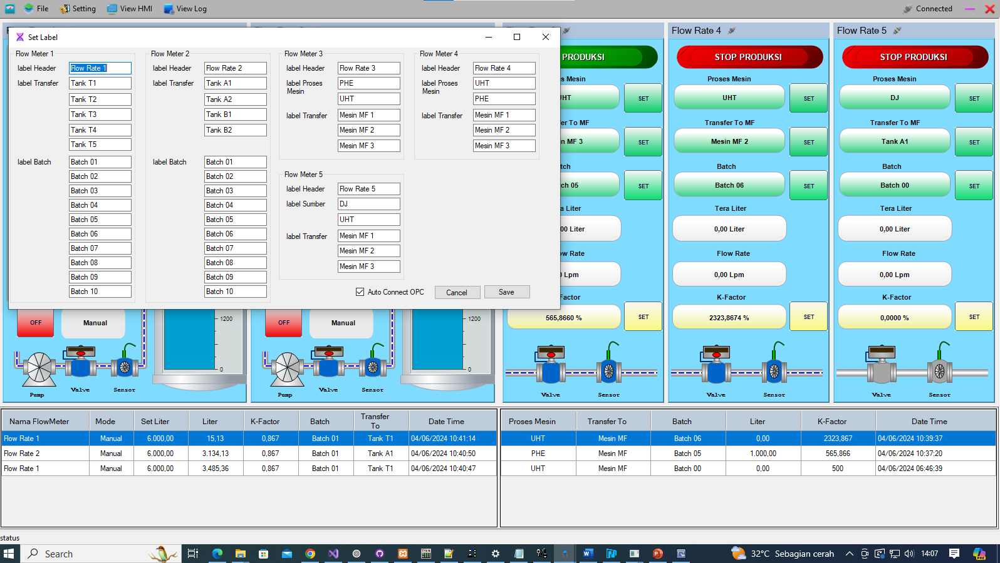 File Setting View HMI View Log Connected
Set Label
Flow Meter 1
label Header Flow Rate 1
label Transfer Tank T1
Tank T2
Tank T3
Tank T4
Tank T5
label Batch Batch 01
Batch 02
Batch 03
Batch 04
Batch 05
Batch 06
Batch 07
Batch 08
Batch 09
Batch 10
Flow Meter 2
label Header Flow Rate 2
label Transfer Tank A1
Tank A2
Tank B1
Tank B2
label Batch Batch 01
Batch 02
Batch 03
Batch 04
Batch 05
Batch 06
Batch 07
Batch 08
Batch 09
Batch 10
Flow Meter 3
label Header Flow Rate 3
label Proses Mesin PHE
UHT
label Transfer Mesin MF 1
Mesin MF 2
Mesin MF 3
Flow Meter 4
label Header Flow Rate 4
label Proses Mesin UHT
PHE
label Transfer Mesin MF 1
Mesin MF 2
Mesin MF 3
Flow Meter 5
label Header Flow Rate 5
label Sumber DJ
UHT
label Transfer Mesin MF 1
Mesin MF 2
Mesin MF 3
Auto Connect OPC Cancel Save
OFF Manual 1200
0
Pump Valve Sensor
OFF Manual 1200
0
Pump Valve Sensor
PRODUKSI
Mesin
SET
To MF
MF 3 SET
05 SET
Liter
00 Liter
Rate
Lpm
Factor
565,8660 % SET
Valve Sensor
Flow Rate 4
STOP PRODUKSI
Proses Mesin
UHT SET
Transfer To MF
Mesin MF 2 SET
Batch
Batch 06 SET
Tera Liter
0,00 Liter
Flow Rate
0,00 Lpm
K-Factor
2323,8674 % SET
Valve Sensor
Flow Rate 5
STOP PRODUKSI
Proses Mesin
DJ SET
Transfer To MF
Tank A1 SET
Batch
Batch 00 SET
Tera Liter
0,00 Liter
Flow Rate
0,00 Lpm
K-Factor
0,0000 % SET
Valve Sensor
Nama FlowMeter Mode Set Liter Liter K-Factor Batch Transfer To Date Time
Flow Rate 1 Manual 6.000,00 15,13 0,867 Batch 01 Tank T1 04/06/2024 10:41:14
Flow Rate 2 Manual 6.000,00 3.134,13 0,867 Batch 01 Tank A1 04/06/2024 10:40:50
Flow Rate 1 Manual 6.000,00 3.485,36 0,867 Batch 01 Tank T1 04/06/2024 10:40:47
Proses Mesin Transfer To Batch Liter K-Factor Date Time
UHT Mesin MF Batch 06 0,00 2323,867 04/06/2024 10:39:37
PHE Mesin MF Batch 05 1.000,00 565,866 04/06/2024 10:37:20
UHT Mesin MF Batch 00 0,00 500 04/06/2024 06:46:39
status
Search 32°C Sebagian cerah 14:07